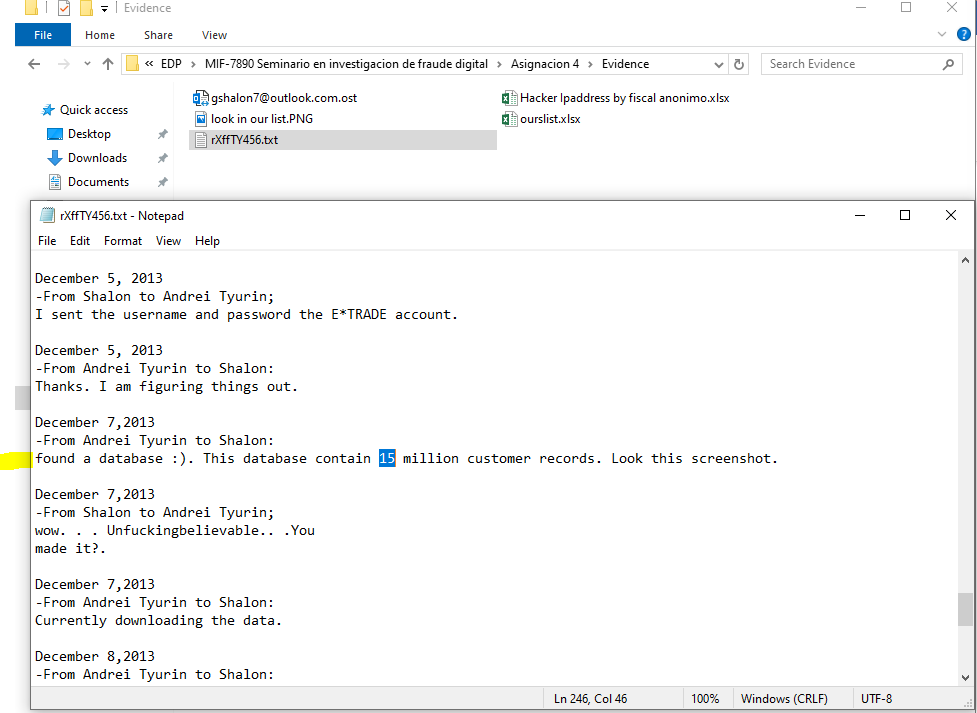 Evidence
File Home Share View
« EDP › MIF-7890 Seminario en investigacion de fraude digital › Asignacion 4 › Evidence
Search Evidence
Quick access
Desktop
Downloads
Documents
gshalon7@outlook.com.ost
look in our list.PNG
rXffTY456.txt
Hacker Ipaddress by fiscal anonimo.xlsx
ourslist.xlsx
rXffTY456.txt - Notepad
File Edit Format View Help
December 5, 2013
-From Shalon to Andrei Tyurin;
I sent the username and password the E*TRADE account.
December 5, 2013
-From Andrei Tyurin to Shalon:
Thanks. I am figuring things out.
December 7,2013
-From Andrei Tyurin to Shalon:
found a database :). This database contain 15 million customer records. Look this screenshot.
December 7,2013
-From Shalon to Andrei Tyurin;
wow. . . Unfuckingbelievable.. .You
made it?.
December 7,2013
-From Andrei Tyurin to Shalon:
Currently downloading the data.
December 8,2013
-From Andrei Tyurin to Shalon:
Ln 246, Col 46 100% Windows (CRLF) UTF-8